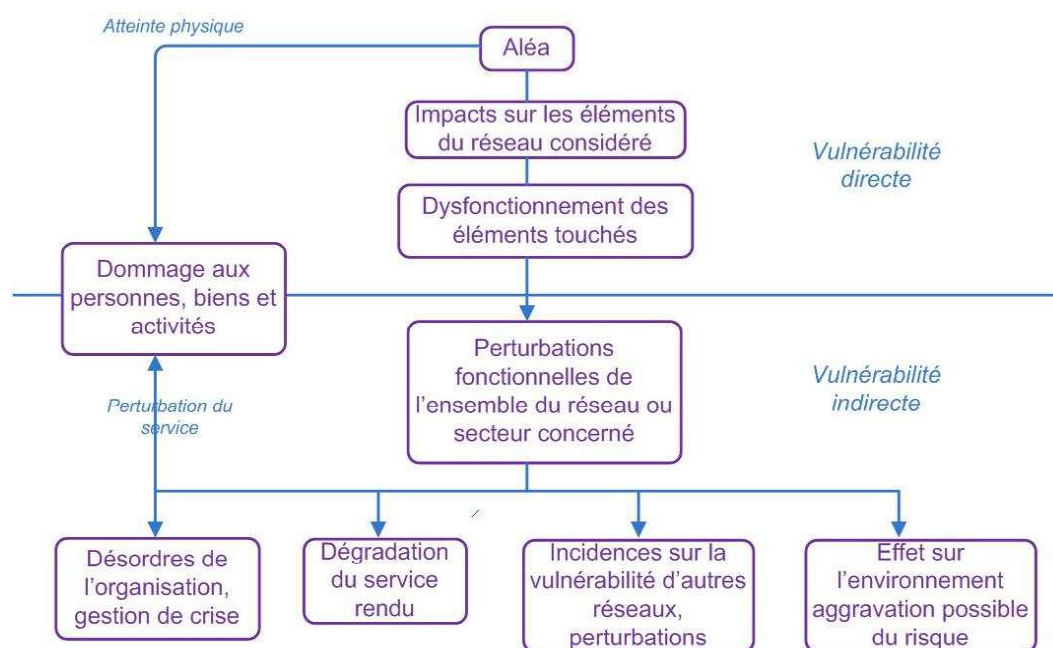 Atteinte physique
Aléa
Impacts sur les éléments
du réseau considéré
Vulnérabilité
directe
Dysfonctionnement des
éléments touchés
Dommage aux
personnes, biens et
activités
Perturbations
fonctionnelles de
l'ensemble du réseau ou
secteur concerné
Vulnérabilité
indirecte
Perturbation du
service
Désordres de
l'organisation,
gestion de crise
Dégradation
du service
rendu
Incidences sur la
vulnérabilité d'autres
réseaux,
perturbations
Effet sur
l'environnement
aggravation possible
du risque